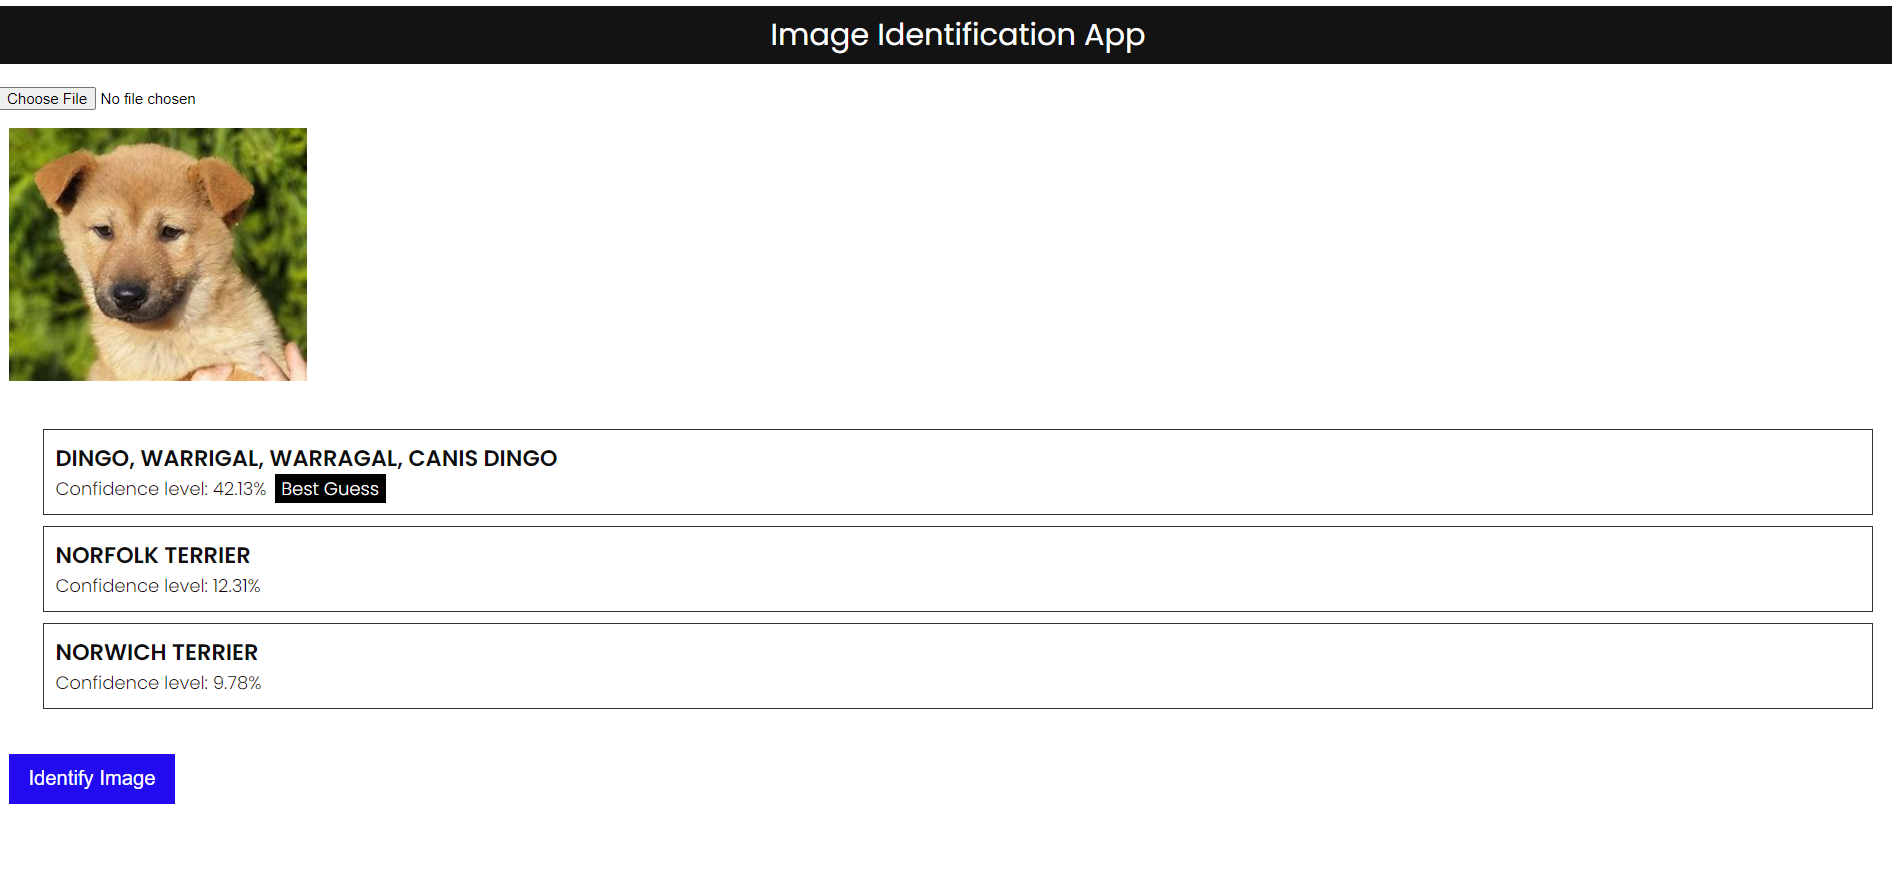 Image Identification App
Choose File No file chosen
DINGO, WARRIGAL, WARRAGAL, CANIS DINGO
Confidence level: 42.13% Best Guess
NORFOLK TERRIER
Confidence level: 12.31%
NORWICH TERRIER
Confidence level: 9.78%
Identify Image